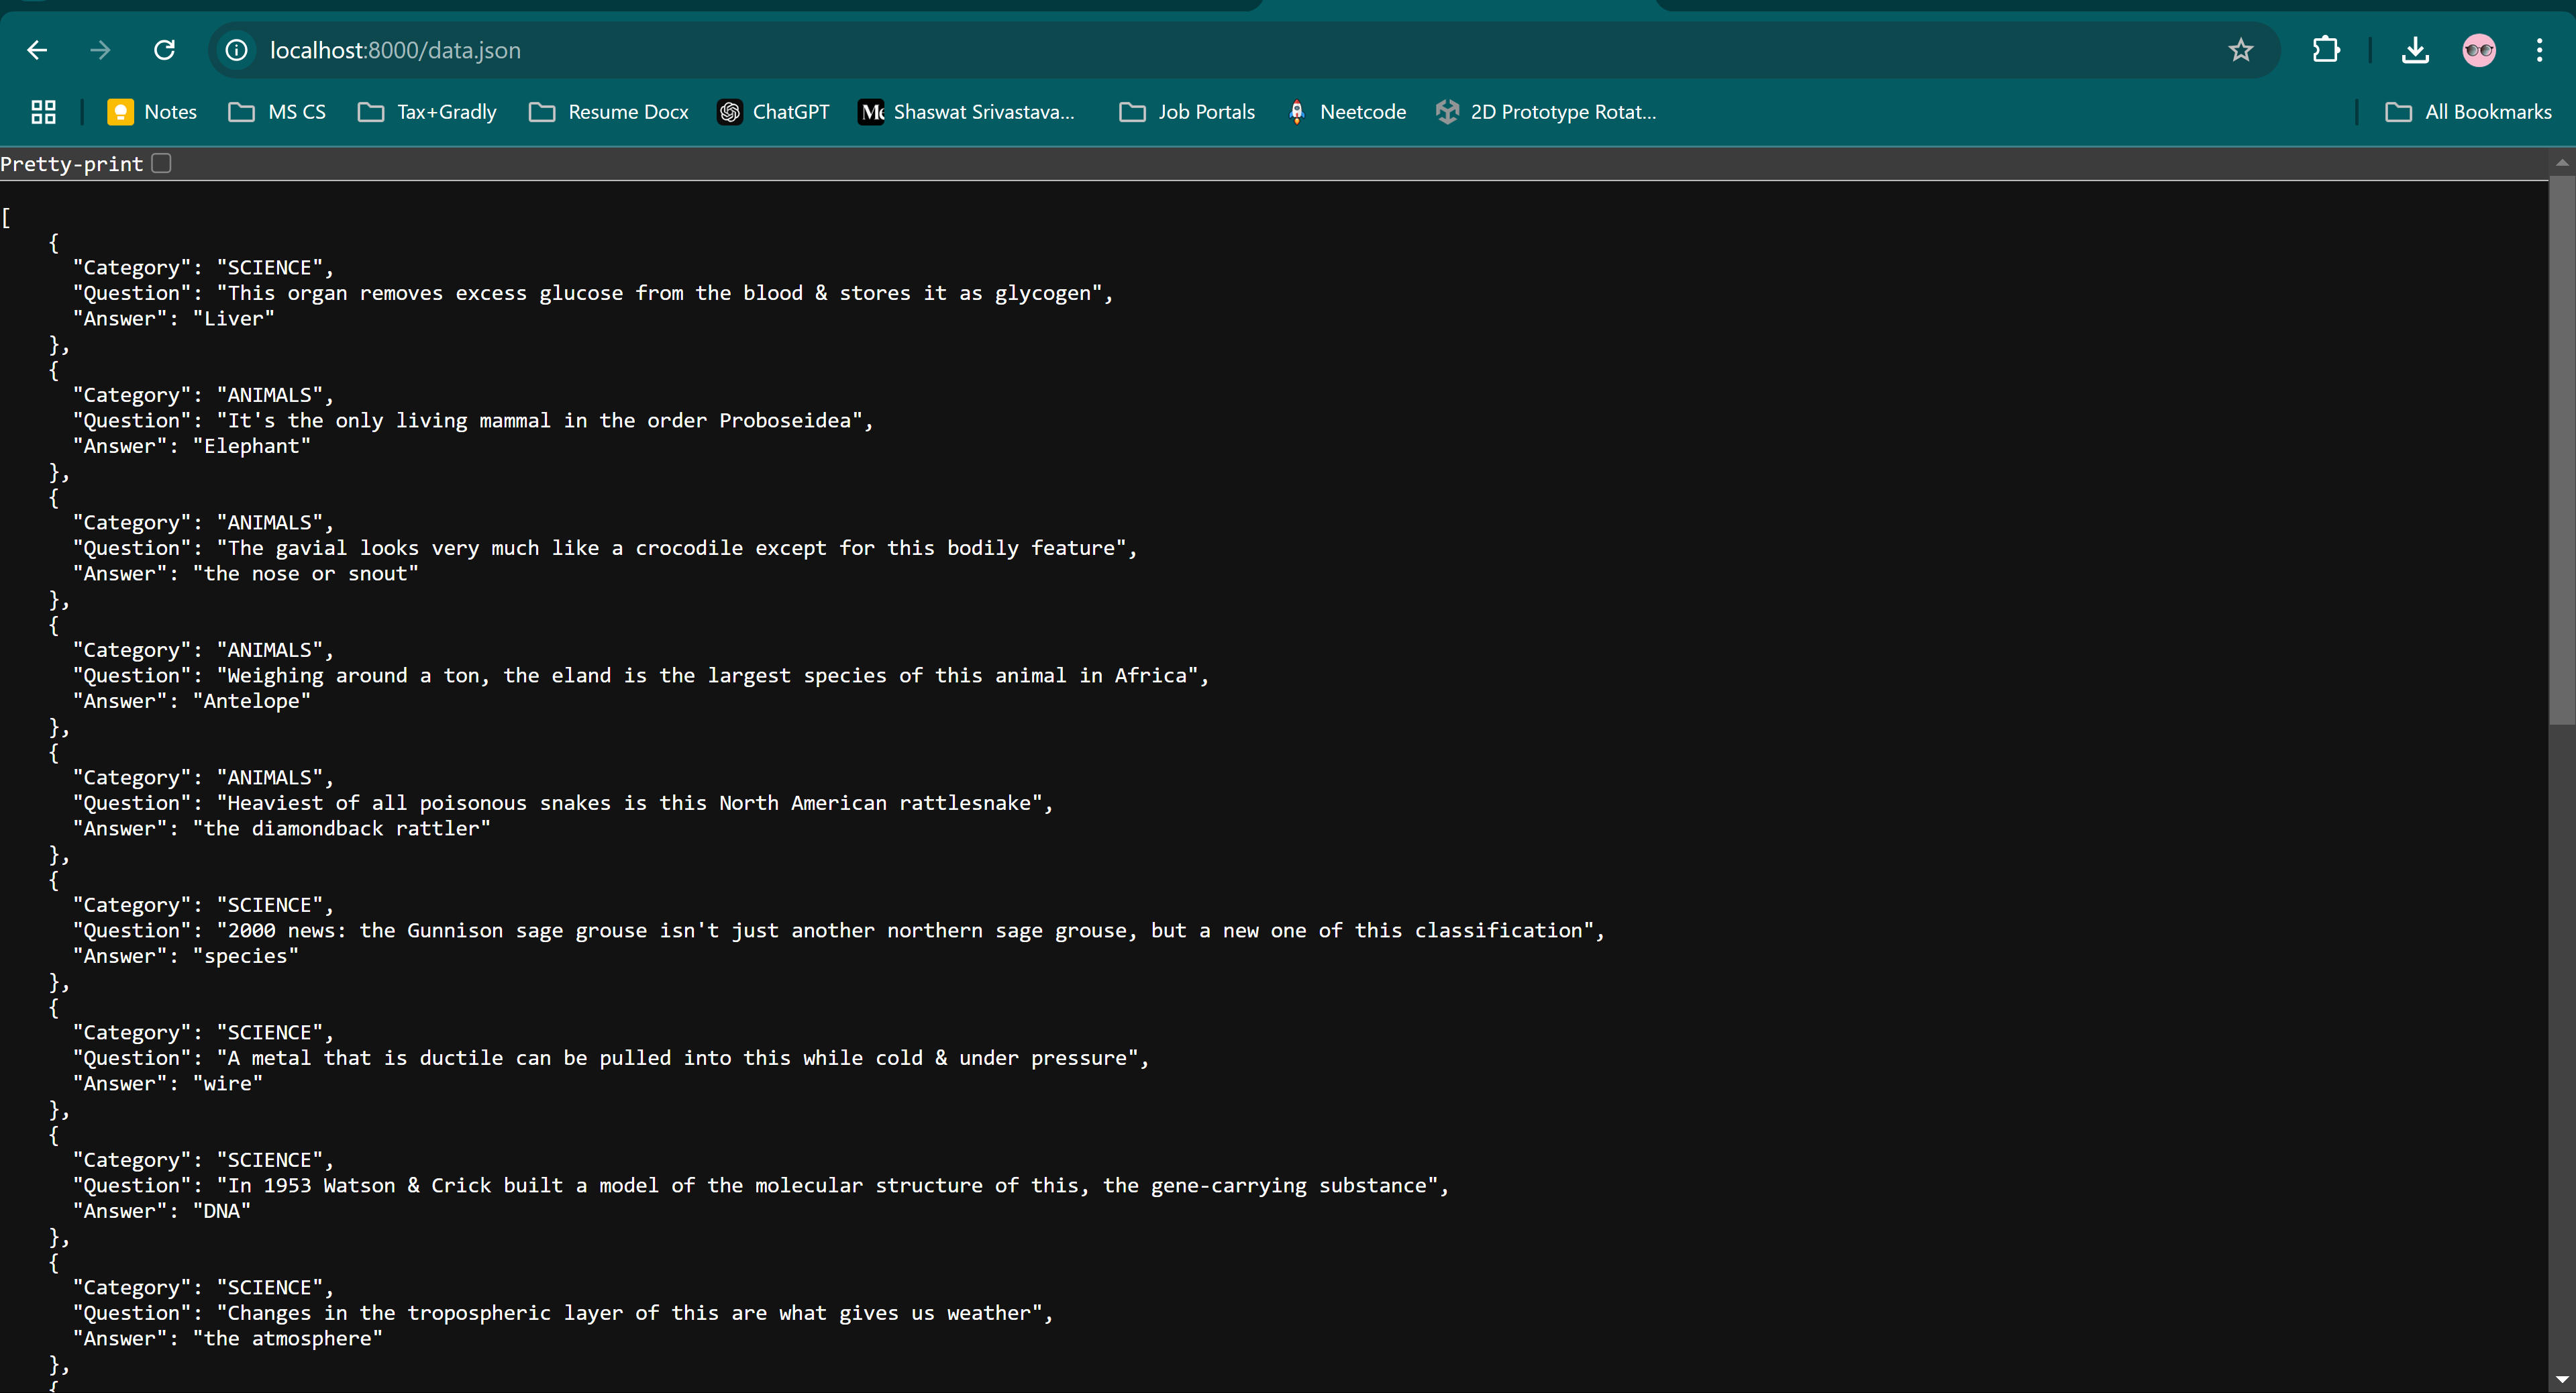 localhost:8000/data.json
Notes MS CS Tax+Gradly Resume Docx ChatGPT Shaswat Srivastava... Job Portals Neetcode 2D Prototype Rotat... All Bookmarks
Pretty-print
[
    {
      "Category": "SCIENCE",
      "Question": "This organ removes excess glucose from the blood & stores it as glycogen",
      "Answer": "Liver"
    },
    {
      "Category": "ANIMALS",
      "Question": "It's the only living mammal in the order Proboseidea",
      "Answer": "Elephant"
    },
    {
      "Category": "ANIMALS",
      "Question": "The gavial looks very much like a crocodile except for this bodily feature",
      "Answer": "the nose or snout"
    },
    {
      "Category": "ANIMALS",
      "Question": "Weighing around a ton, the eland is the largest species of this animal in Africa",
      "Answer": "Antelope"
    },
    {
      "Category": "ANIMALS",
      "Question": "Heaviest of all poisonous snakes is this North American rattlesnake",
      "Answer": "the diamondback rattler"
    },
    {
      "Category": "SCIENCE",
      "Question": "2000 news: the Gunnison sage grouse isn't just another northern sage grouse, but a new one of this classification",
      "Answer": "species"
    },
    {
      "Category": "SCIENCE",
      "Question": "A metal that is ductile can be pulled into this while cold & under pressure",
      "Answer": "wire"
    },
    {
      "Category": "SCIENCE",
      "Question": "In 1953 Watson & Crick built a model of the molecular structure of this, the gene-carrying substance",
      "Answer": "DNA"
    },
    {
      "Category": "SCIENCE",
      "Question": "Changes in the tropospheric layer of this are what gives us weather",
      "Answer": "the atmosphere"
    },
    {